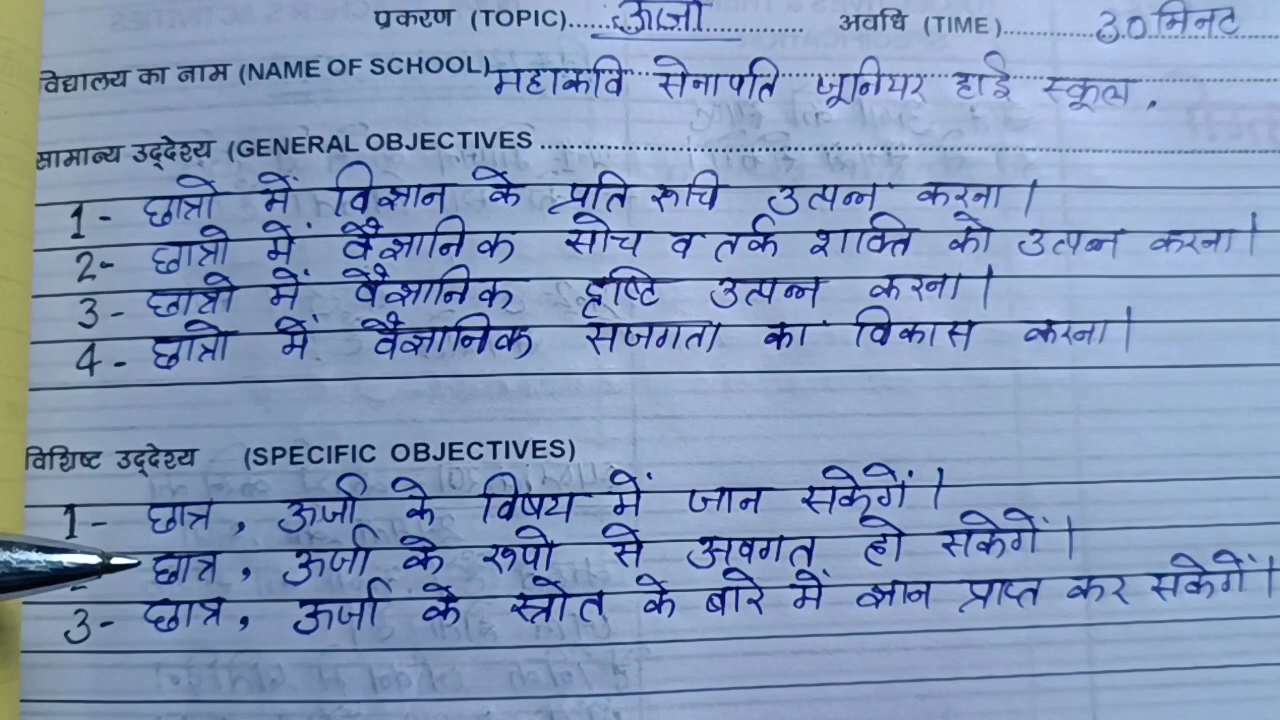 प्रकरण (TOPIC)......ऊर्जा............... अवधि (TIME)..............30 मिनट
विद्यालय का नाम (NAME OF SCHOOL) महाकवि सेनापति जूनियर हाई स्कूल.
सामान्य उद्देश्य (GENERAL OBJECTIVES ............................................................
1- छात्रो में विज्ञान के प्रति रूचि उत्पन्न करना।
2- छात्रो में वैज्ञानिक सोच व तर्क शक्ति को उत्पन्न करना।
3- छात्रो में वैज्ञानिक दृष्टि उत्पन्न करना।
4- छात्रो में वैज्ञानिक सजगता का विकास करना।
विशिष्ट उद्देश्य (SPECIFIC OBJECTIVES)
1- छात्र, ऊर्जा के विषय में जान सकेगें।
छात्र, ऊर्जा के रूपो से अवगत हो सकेगें।
3- छात्र, ऊर्जा के स्त्रोत के बारे में ज्ञान प्राप्त कर सकेगें।